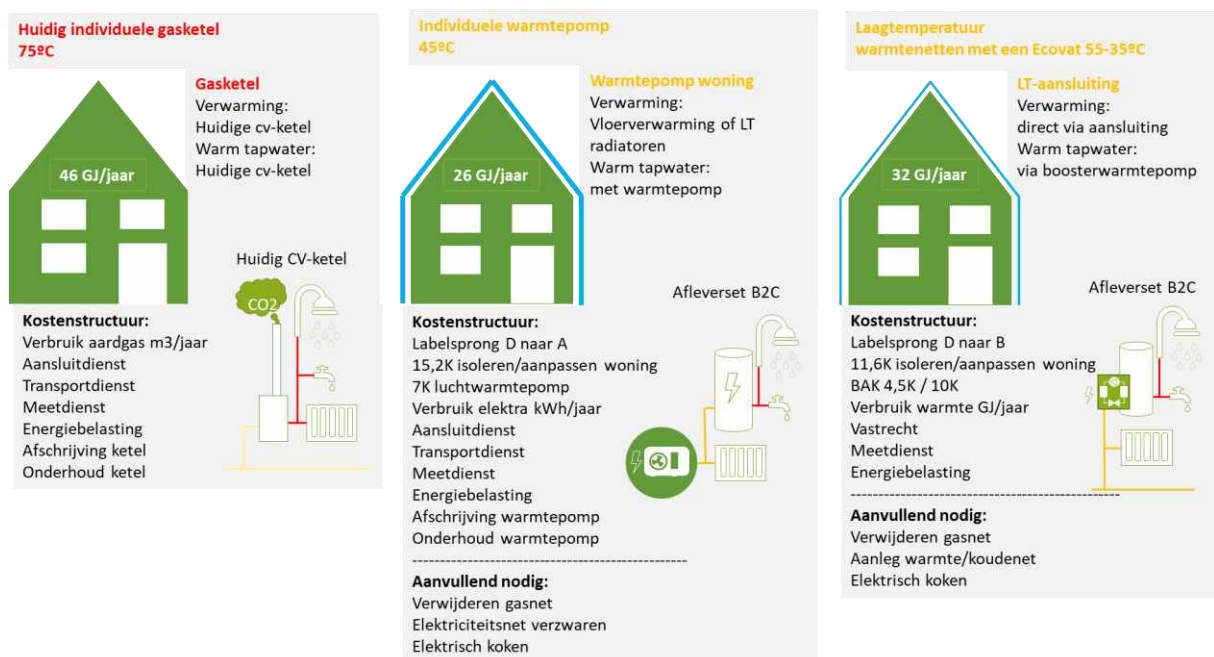 Huidig individuele gasketel
75ºC
Gasketel
Verwarming:
Huidige cv-ketel
Warm tapwater:
Huidige cv-ketel
46 GJ/jaar
Huidig CV-ketel
CO2
Kostenstructuur:
Verbruik aardgas m3/jaar
Aansluitdienst
Transportdienst
Meetdienst
Energiebelasting
Afschrijving ketel
Onderhoud ketel
Individuele warmtepomp
45ºC
Warmtepomp woning
Verwarming:
Vloerverwarming of LT
radiatoren
Warm tapwater:
met warmtepomp
26 GJ/jaar
Afleverset B2C
Kostenstructuur:
Labelsprong D naar A
15,2K isoleren/aanpassen woning
7K luchtwarmtepomp
Verbruik elektra kWh/jaar
Aansluitdienst
Transportdienst
Meetdienst
Energiebelasting
Afschrijving warmtepomp
Onderhoud warmtepomp
Aanvullend nodig:
Verwijderen gasnet
Elektriciteitsnet verzwaren
Elektrisch koken
Laagtemperatuur
warmtenetten met een Ecovat 55-35ºC
LT-aansluiting
Verwarming:
direct via aansluiting
Warm tapwater:
via boosterwarmtepomp
32 GJ/jaar
Afleverset B2C
Kostenstructuur:
Labelsprong D naar B
11,6K isoleren/aanpassen woning
BAK 4,5K / 10K
Verbruik warmte GJ/jaar
Vastrecht
Meetdienst
Energiebelasting
Aanvullend nodig:
Verwijderen gasnet
Aanleg warmte/koudenet
Elektrisch koken